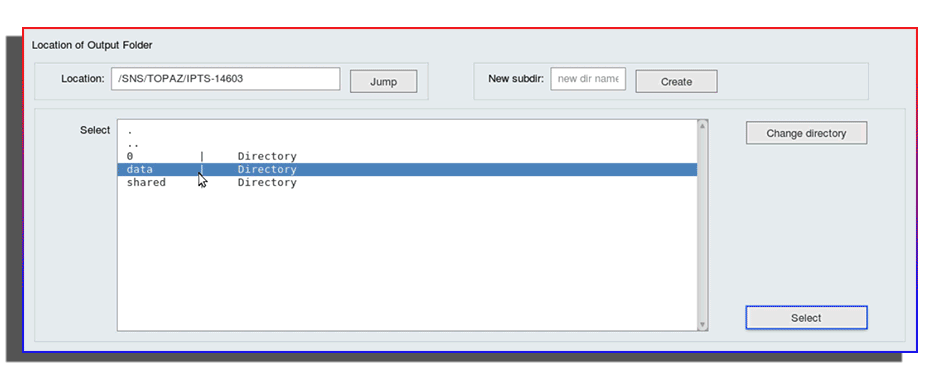 Location of Output Folder
Location: /SNS/TOPAZ/IPTS-14603 Jump New subdir: new dir name Create
Select .
.. Change directory
0 | Directory
data | Directory
shared Directory
Select